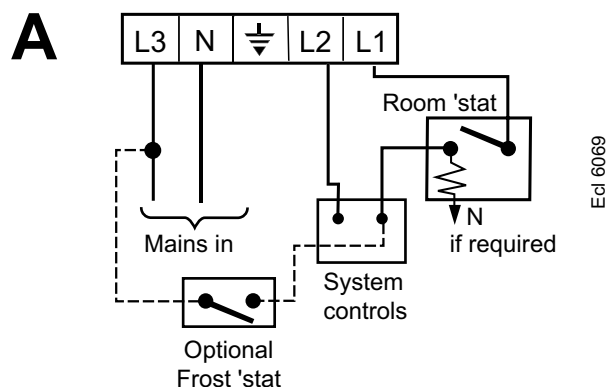 A
L3 N L2 L1
Room 'stat
N
if required
Mains in
System
controls
Optional
Frost 'stat
Ecl 6069